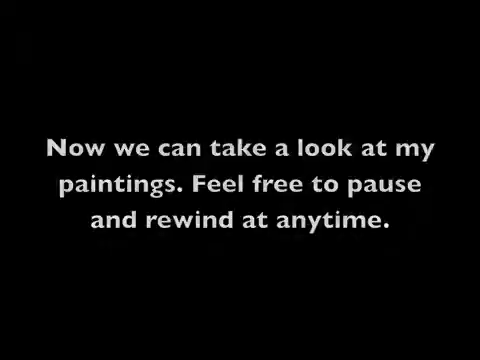 Now we can take a look at my
paintings. Feel free to pause
and rewind at anytime.